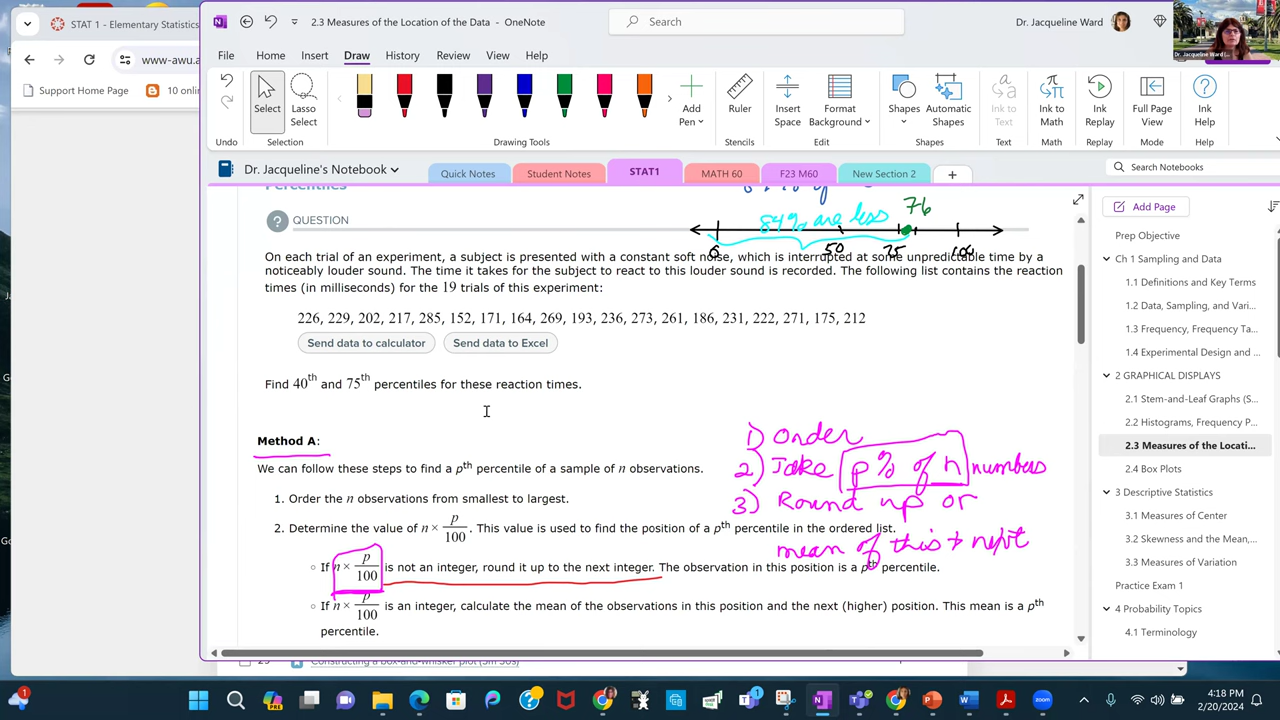 STAT 1 - Elementary Statistics
2.3 Measures of the Location of the Data - OneNote
Search
Dr. Jacqueline Ward
www-awu.a
File Home Insert Draw History Review View Help
Support Home Page
10 onlin
Select
Lasso Select
Add Pen
Ruler
Insert Space
Format Background
Shapes
Automatic Shapes
Ink to Text
Ink to Math
Ink Replay
Full Page View
Ink Help
Undo Selection Drawing Tools Stencils Edit Shapes Text Math Replay Mode Help
Dr. Jacqueline's Notebook
Quick Notes
Student Notes
STAT1
MATH 60
F23 M60
New Section 2
Search Notebooks
Percentiles
QUESTION
84% are less
76
0 50 75 100
On each trial of an experiment, a subject is presented with a constant soft noise, which is interrupted at some unpredictable time by a
noticeably louder sound. The time it takes for the subject to react to this louder sound is recorded. The following list contains the reaction
times (in milliseconds) for the 19 trials of this experiment:
226, 229, 202, 217, 285, 152, 171, 164, 269, 193, 236, 273, 261, 186, 231, 222, 271, 175, 212
Send data to calculator
Send data to Excel
Find 40th and 75th percentiles for these reaction times.
Method A:
We can follow these steps to find a pth percentile of a sample of n observations.
1. Order the n observations from smallest to largest.
2. Determine the value of n × p/100. This value is used to find the position of a pth percentile in the ordered list.
If n × p/100 is not an integer, round it up to the next integer. The observation in this position is a pth percentile.
If n × p/100 is an integer, calculate the mean of the observations in this position and the next (higher) position. This mean is a pth
percentile.
1) Order
2) Take p% of n numbers
3) Round up or
mean of this + next
Constructing a box-and-whisker plot (5m 30s)
Add Page
Prep Objective
Ch 1 Sampling and Data
1.1 Definitions and Key Terms
1.2 Data, Sampling, and Vari...
1.3 Frequency, Frequency Ta...
1.4 Experimental Design and ...
2 GRAPHICAL DISPLAYS
2.1 Stem-and-Leaf Graphs (S...
2.2 Histograms, Frequency P...
2.3 Measures of the Locati...
2.4 Box Plots
3 Descriptive Statistics
3.1 Measures of Center
3.2 Skewness and the Mean,...
3.3 Measures of Variation
Practice Exam 1
4 Probability Topics
4.1 Terminology
4:18 PM
2/20/2024